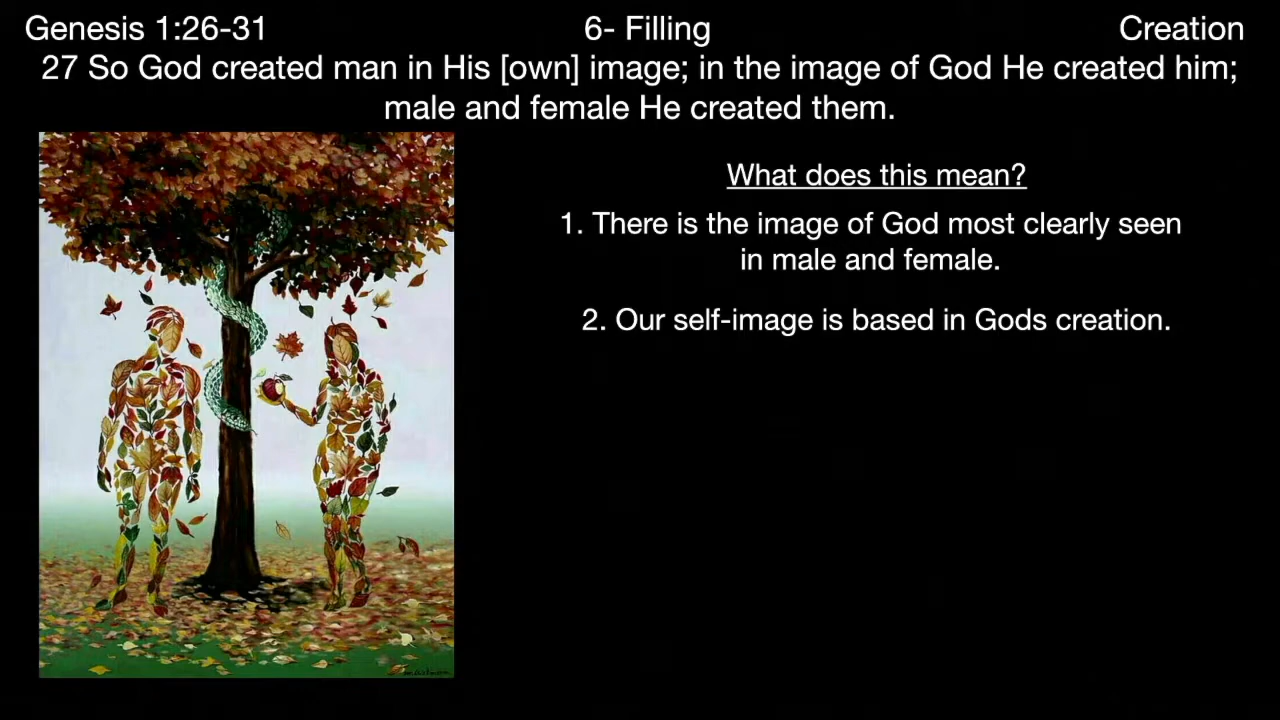 Genesis 1:26-31 6- Filling Creation
27 So God created man in His [own] image; in the image of God He created him;
male and female He created them.
What does this mean?
1. There is the image of God most clearly seen
in male and female.
2. Our self-image is based in Gods creation.